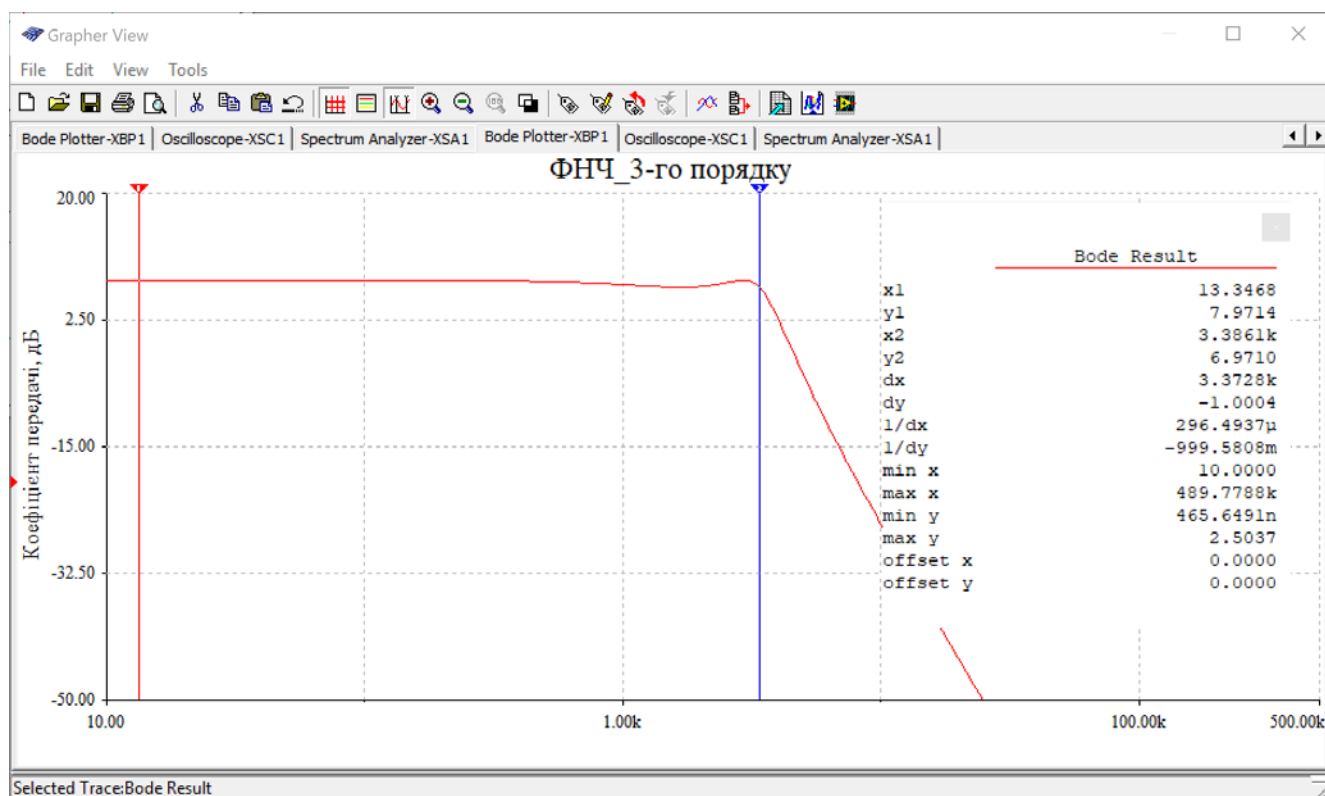 Grapher View
File Edit View Tools
Bode Plotter-XBP1 Oscilloscope-XSC1 Spectrum Analyzer-XSA1 Bode Plotter-XBP1 Oscilloscope-XSC1 Spectrum Analyzer-XSA1
ФНЧ_3-го порядку
1
2
20.00
2.50
-15.00
-32.50
-50.00
Коефіцієнт передачі, дБ
10.00 1.00k 100.00k 500.00k
Bode Result
x1 13.3468
y1 7.9714
x2 3.3861k
y2 6.9710
dx 3.3728k
dy -1.0004
1/dx 296.4937µ
1/dy -999.5808m
min x 10.0000
max x 489.7788k
min y 465.6491n
max y 2.5037
offset x 0.0000
offset y 0.0000
Selected Trace:Bode Result